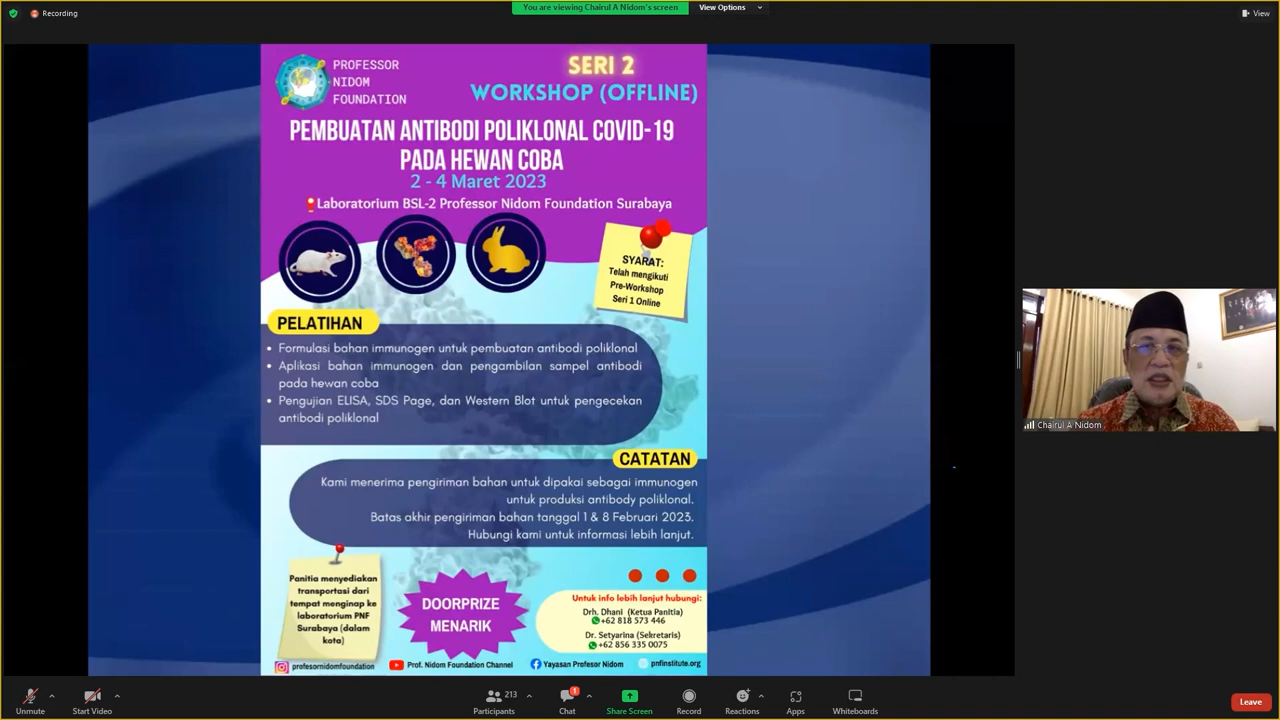 Recording
You are viewing Chairul A Nidom's screen
View Options
View
PROFESSOR
NIDOM
FOUNDATION
SERI 2
WORKSHOP (OFFLINE)
PEMBUATAN ANTIBODI POLIKLONAL COVID-19
PADA HEWAN COBA
2 - 4 Maret 2023
Laboratorium BSL-2 Professor Nidom Foundation Surabaya
SYARAT:
Telah mengikuti
Pre-Workshop
Seri 1 Online
PELATIHAN
• Formulasi bahan immunogen untuk pembuatan antibodi poliklonal
• Aplikasi bahan immunogen dan pengambilan sampel antibodi
pada hewan coba
• Pengujian ELISA, SDS Page, dan Western Blot untuk pengecekan
antibodi poliklonal
CATATAN
Kami menerima pengiriman bahan untuk dipakai sebagai immunogen
untuk produksi antibody poliklonal.
Batas akhir pengiriman bahan tanggal 1 & 8 Februari 2023.
Hubungi kami untuk informasi lebih lanjut.
Panitia menyediakan
transportasi dari
tempat menginap ke
laboratorium PNF
Surabaya (dalam
kota)
DOORPRIZE
MENARIK
Untuk info lebih lanjut hubungi:
Drh. Dhani (Ketua Panitia)
+62 818 573 446
Dr. Setyarina (Sekretaris)
+62 856 335 0075
profesornidomfoundation
Prof. Nidom Foundation Channel
Yayasan Profesor Nidom
pnfinstitute.org
Chairul A Nidom
Unmute
Start Video
213
Participants
1
Chat
Share Screen
Record
Reactions
Apps
Whiteboards
Leave